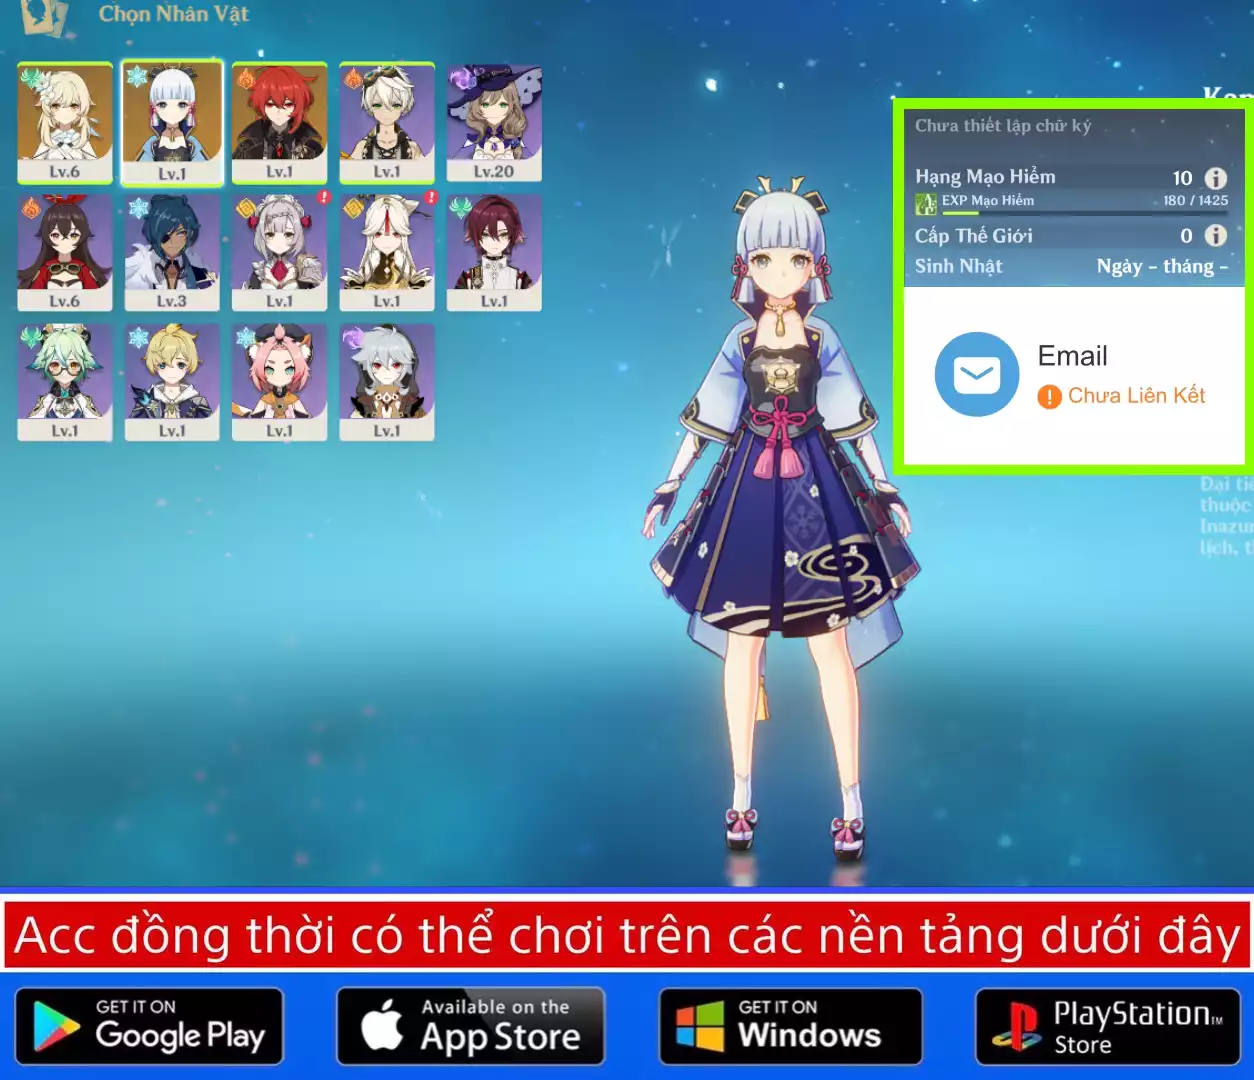 Chọn Nhân Vật
Lv.6
Lv.1
Lv.1
Lv.1
Lv.20
Lv.6
Lv.3
Lv.1
Lv.1
Lv.1
Lv.1
Lv.1
Lv.1
Lv.1
Chưa thiết lập chữ ký
Hạng Mạo Hiểm 10
EXP Mạo Hiểm 180 / 1425
Cấp Thế Giới 0
Sinh Nhật Ngày - tháng -
Email
! Chưa Liên Kết
Đại
thuộc
lịch,
Acc đồng thời có thể chơi trên các nền tảng dưới đây
GET IT ON
Google Play
Available on the
App Store
GET IT ON
Windows
PlayStation™
Store